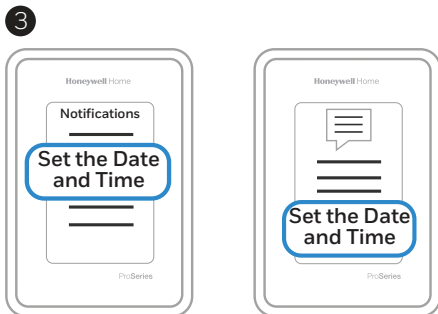 3
Honeywell Home
Notifications
Set the Date
and Time
ProSeries
Honeywell Home
Set the Date
and Time
ProSeries